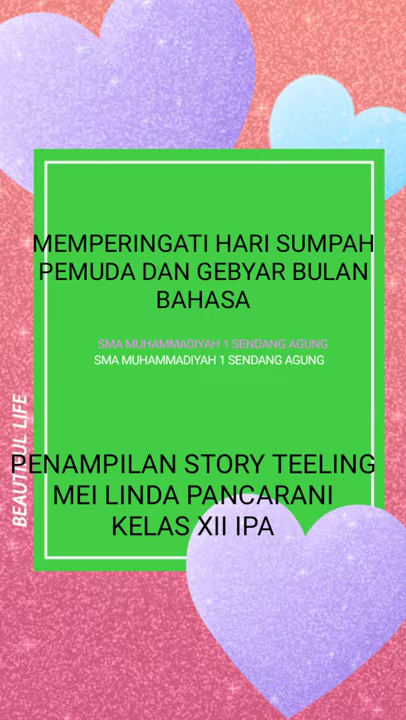 MEMPERINGATI HARI SUMPAH
PEMUDA DAN GEBYAR BULAN
BAHASA
SMA MUHAMMADIYAH 1 SENDANG AGUNG
SMA MUHAMMADIYAH 1 SENDANG AGUNG
BEAUTIFUL LIFE
PENAMPILAN STORY TEELING
MEI LINDA PANCARANI
KELAS XII IPA